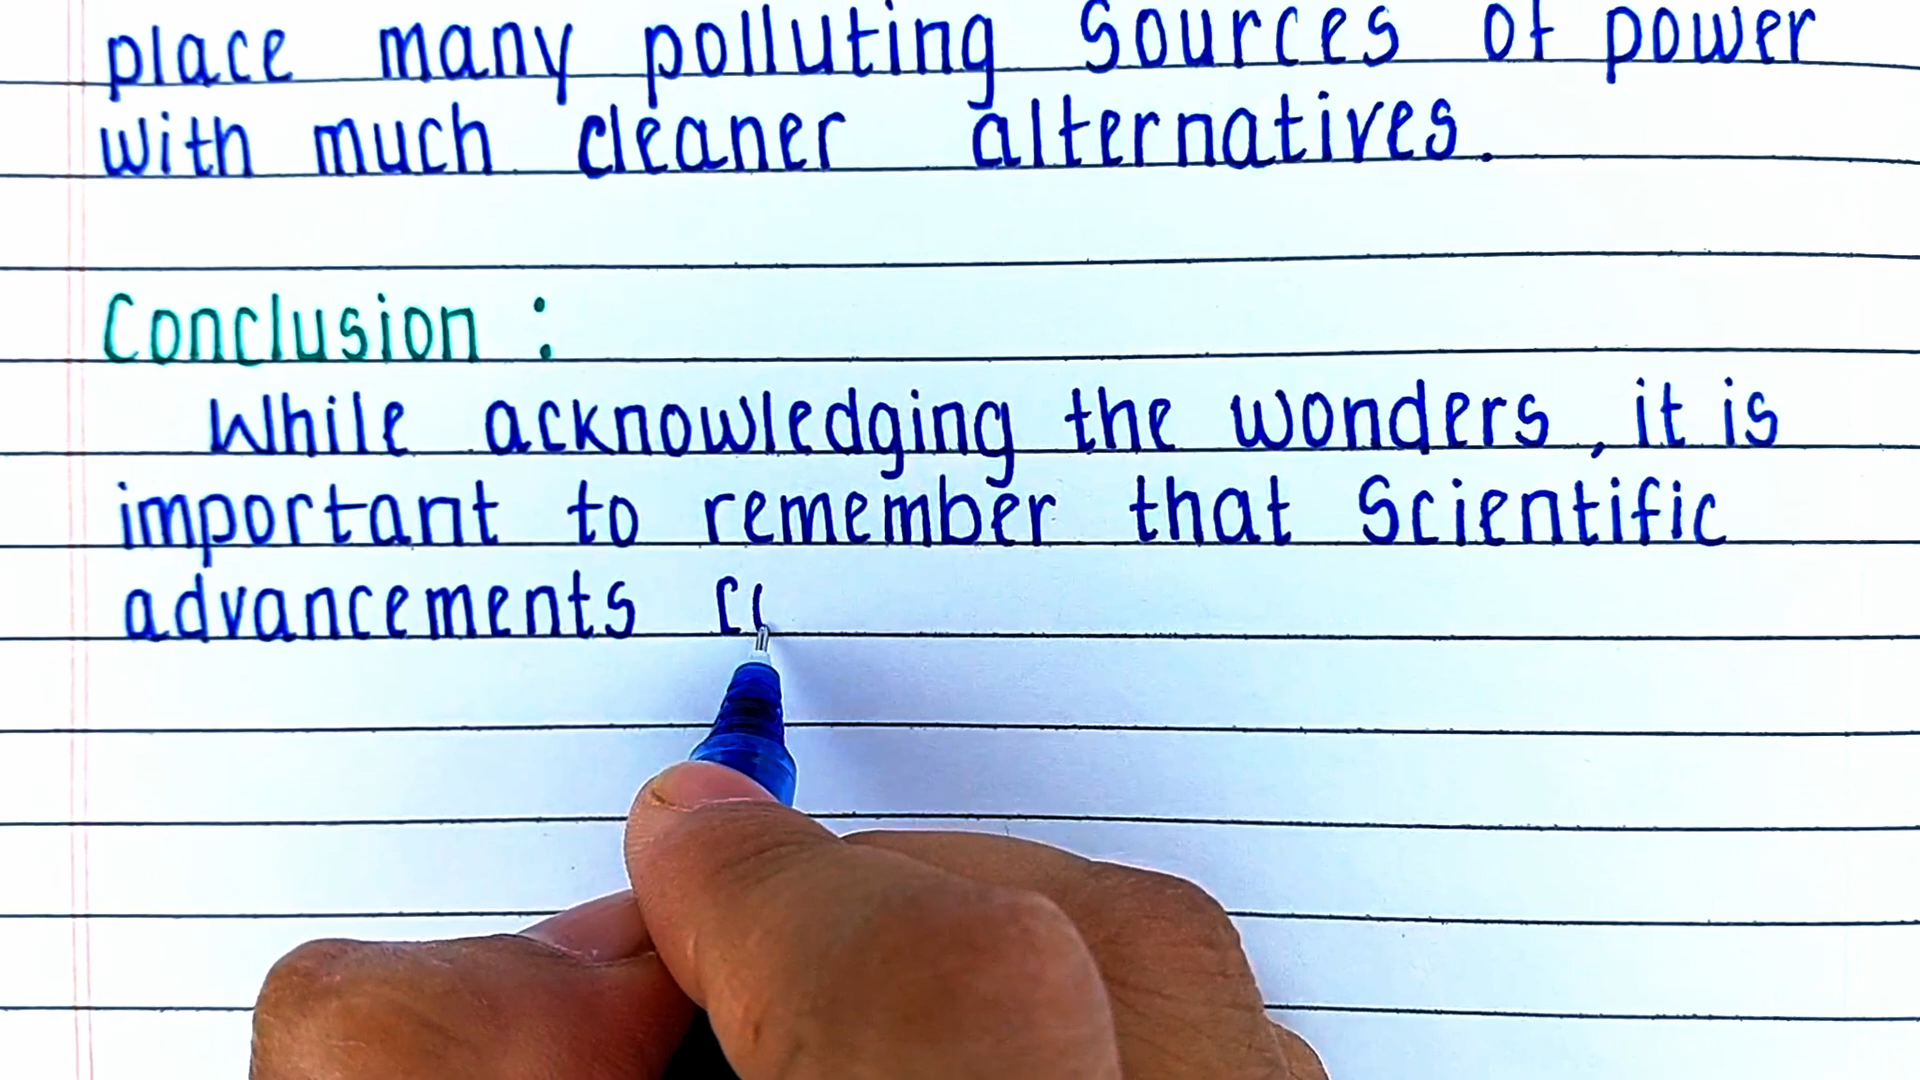 place many polluting Sources of power
with much cleaner alternatives.
Conclusion :
While acknowledging the wonders, it is
important to remember that Scientific
advancements